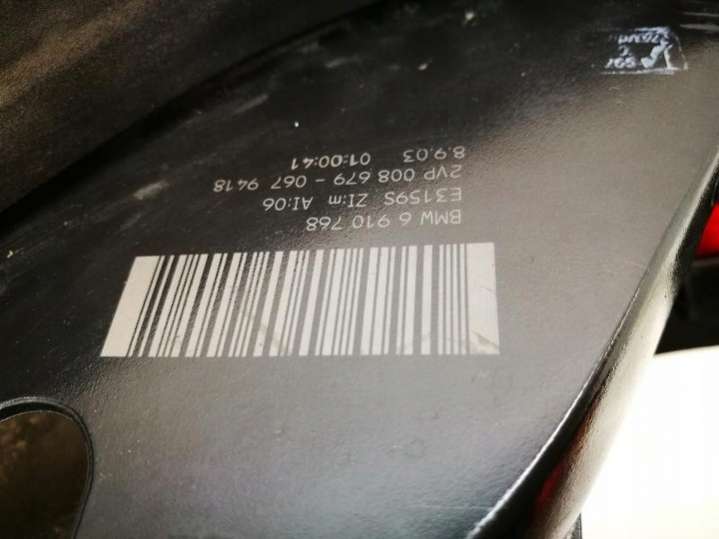 BMW 6 910 768
E3159S ZI:m AI:06
2VP 008 679 - 067 9418
8.9.03 01:00:41